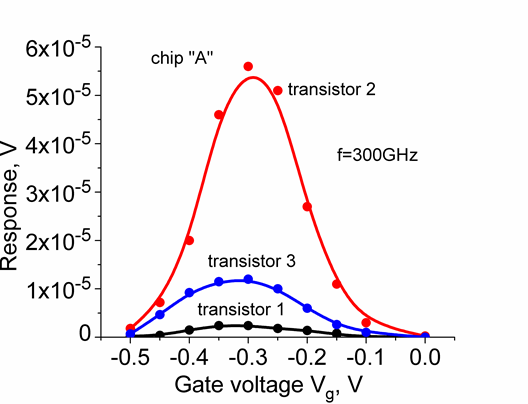 6x10⁻⁵
5x10⁻⁵
4x10⁻⁵
3x10⁻⁵
2x10⁻⁵
1x10⁻⁵
0
Response, V
chip "A"
transistor 2
f=300GHz
transistor 3
transistor 1
-0.5 -0.4 -0.3 -0.2 -0.1 0.0
Gate voltage Vg, V